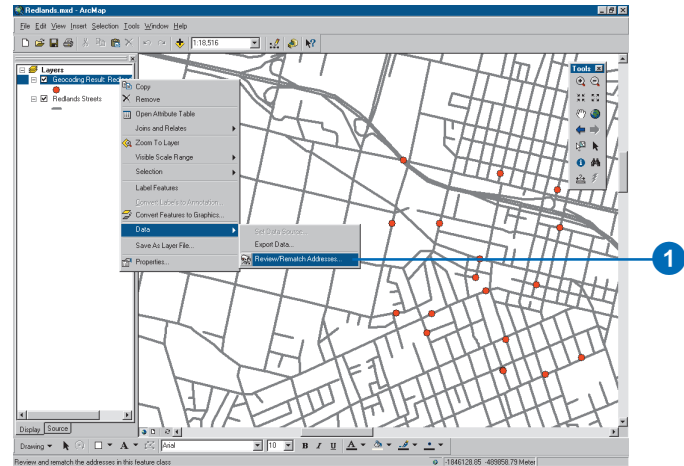 Redlands.mxd - ArcMap
File Edit View Insert Selection Tools Window Help
1:18,516
Layers
Geocoding Result: Redlan
Redlands Streets
Copy
Remove
Open Attribute Table
Joins and Relates
Zoom To Layer
Visible Scale Range
Selection
Label Features
Convert Labels to Annotation...
Convert Features to Graphics...
Data
Save As Layer File...
Properties...
Set Data Source...
Export Data...
Review/Rematch Addresses...
1
Tools
Display Source
Drawing
A
Arial
10
B I U A
Review and rematch the addresses in this feature class
-1846128.85 -489858.79 Meter